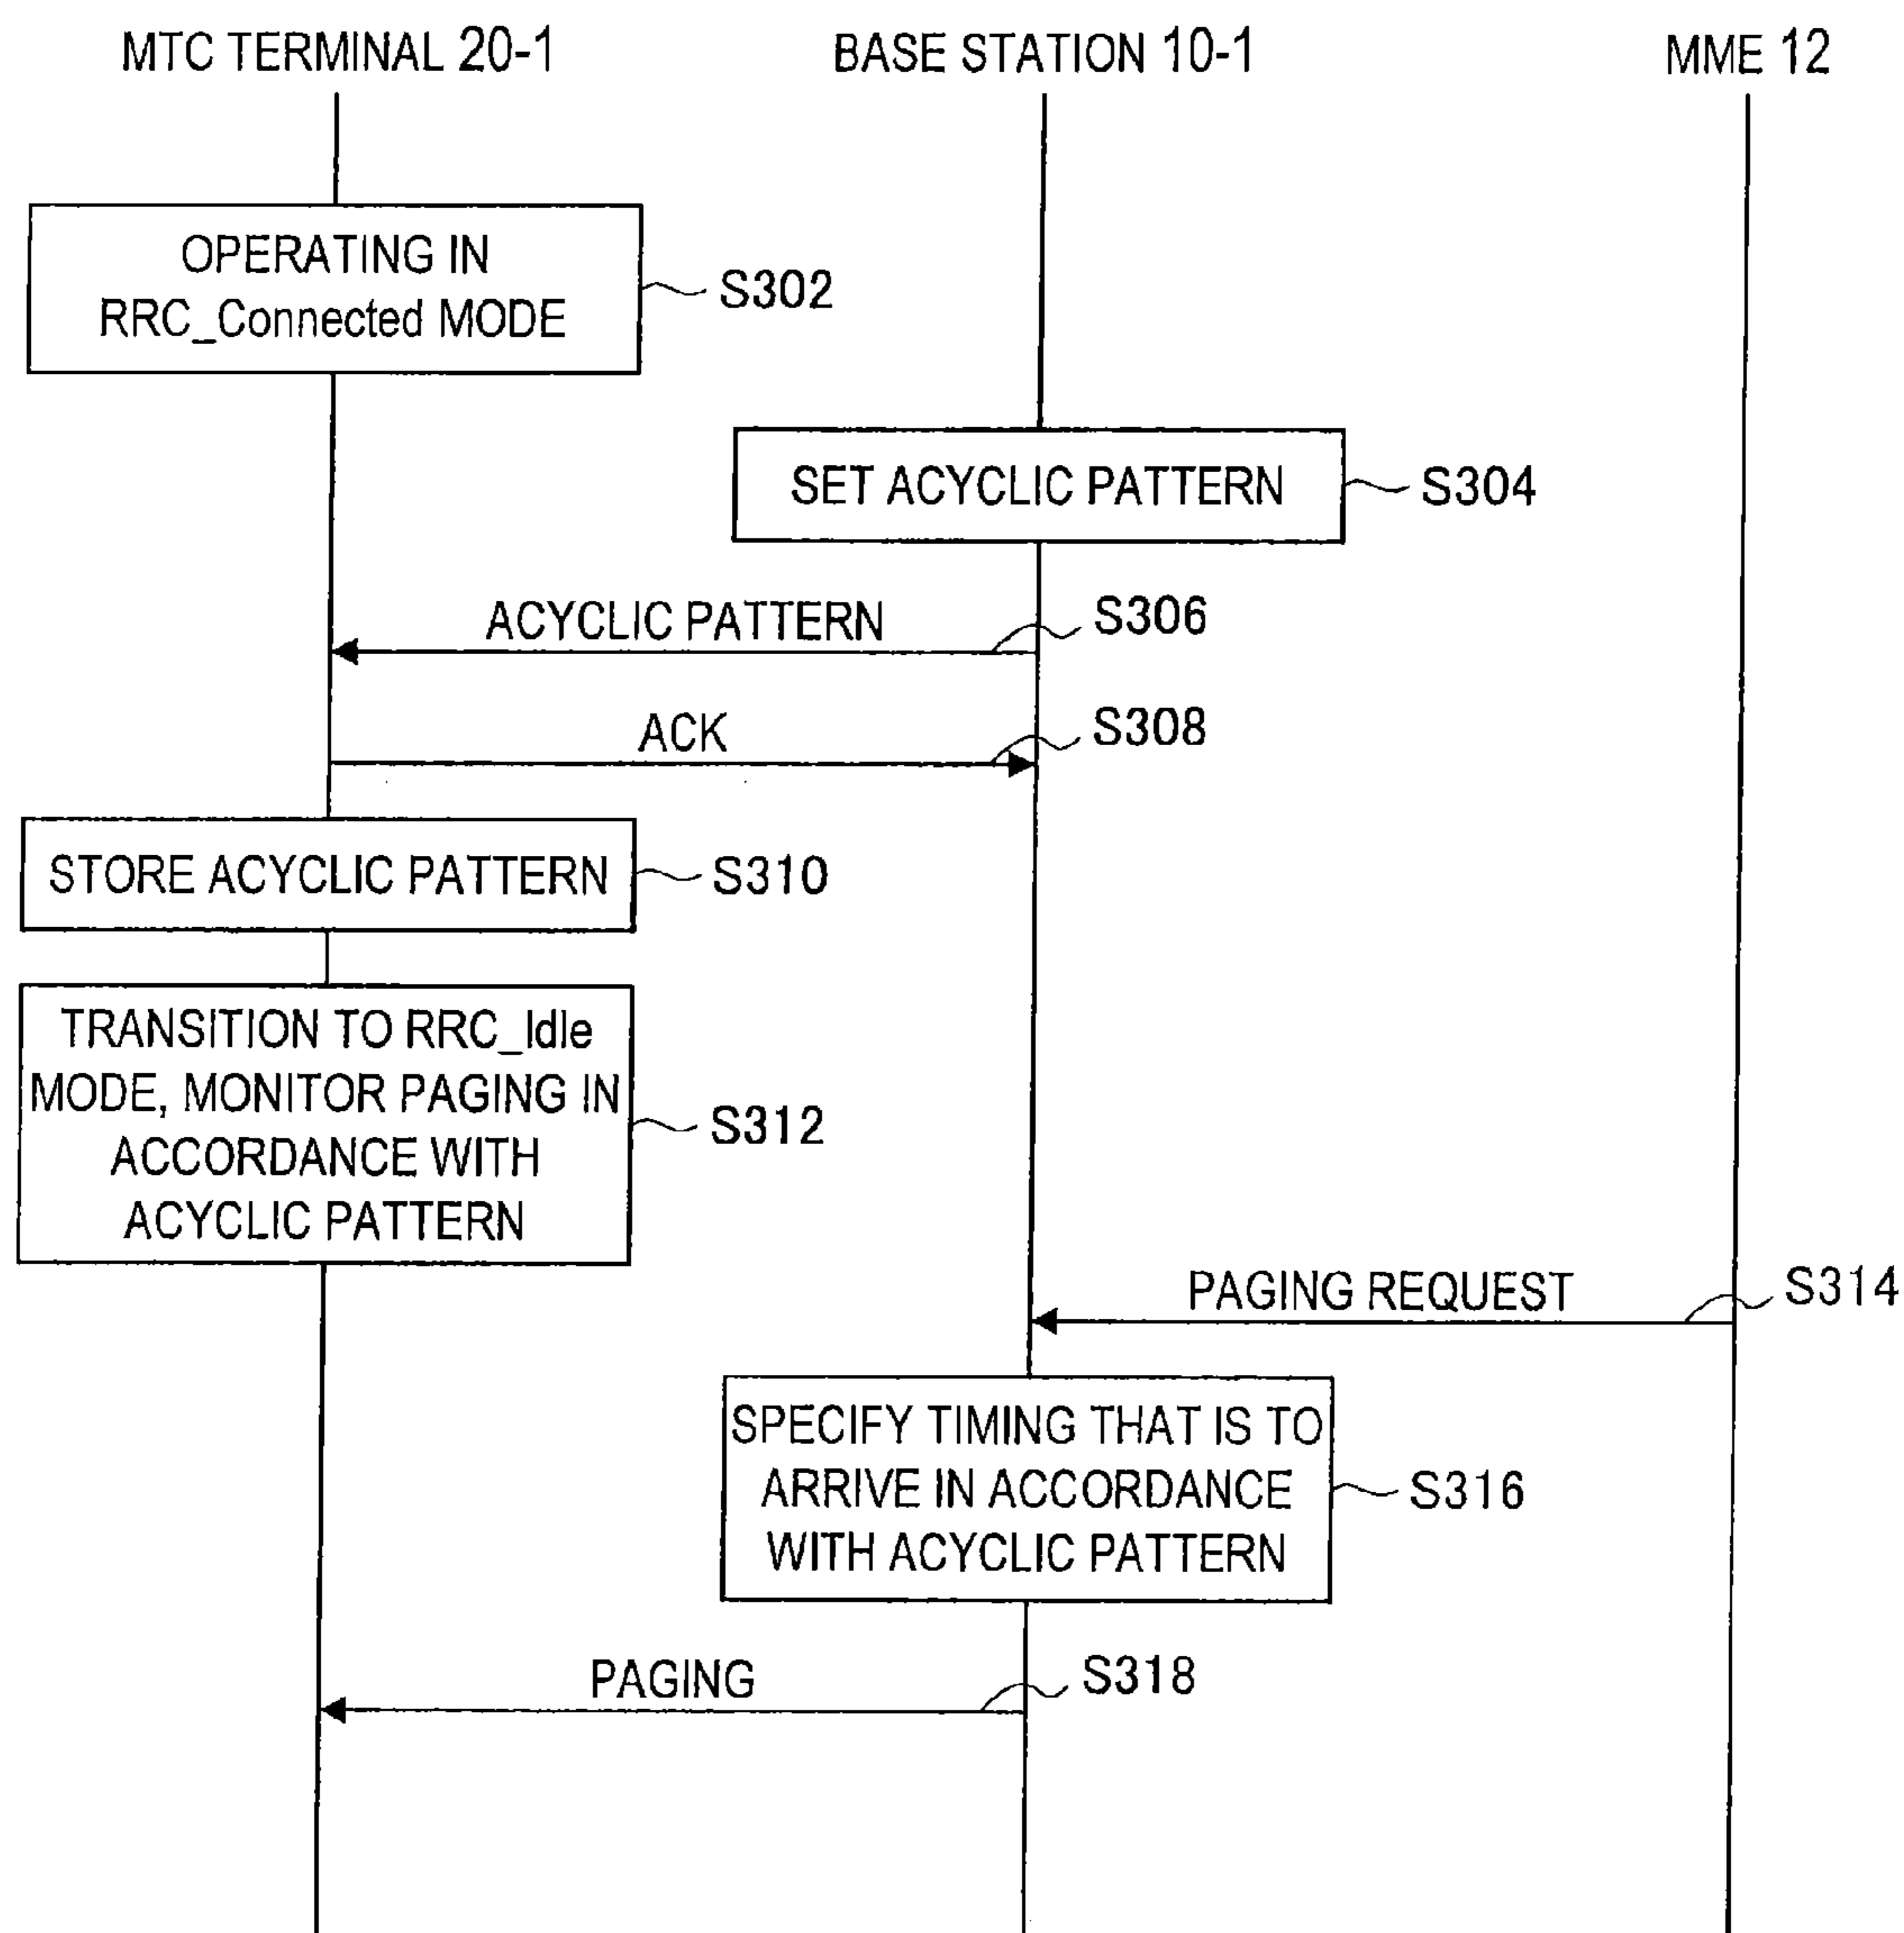 MTC TERMINAL 20-1
BASE STATION 10-1
MME 12
OPERATING IN
RRC_Connected MODE
S302
SET ACYCLIC PATTERN
S304
ACYCLIC PATTERN
S306
ACK
S308
STORE ACYCLIC PATTERN
S310
TRANSITION TO RRC_Idle
MODE, MONITOR PAGING IN
ACCORDANCE WITH
ACYCLIC PATTERN
S312
PAGING REQUEST
S314
SPECIFY TIMING THAT IS TO
ARRIVE IN ACCORDANCE
WITH ACYCLIC PATTERN
S316
PAGING
S318